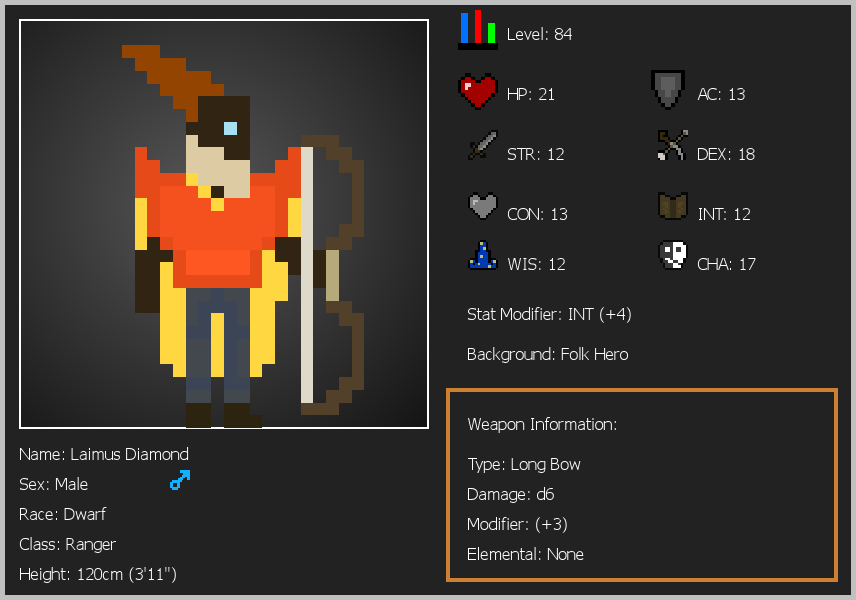 Level: 84
HP: 21
AC: 13
STR: 12
DEX: 18
CON: 13
INT: 12
WIS: 12
CHA: 17
Stat Modifier: INT (+4)
Background: Folk Hero
Weapon Information:
Type: Long Bow
Damage: d6
Modifier: (+3)
Elemental: None
Name: Laimus Diamond
Sex: Male
Race: Dwarf
Class: Ranger
Height: 120cm (3'11")